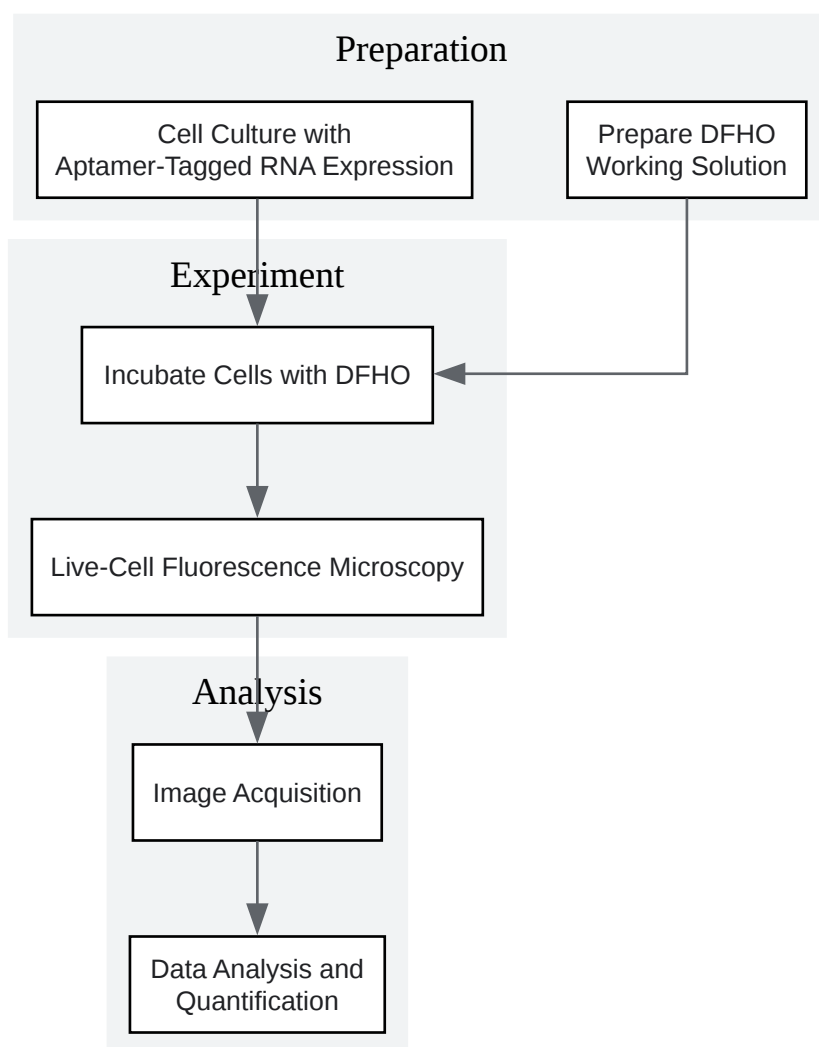 Preparation
Cell Culture with
Aptamer-Tagged RNA Expression
Prepare DFHO
Working Solution
Experiment
Incubate Cells with DFHO
Live-Cell Fluorescence Microscopy
Analysis
Image Acquisition
Data Analysis and
Quantification